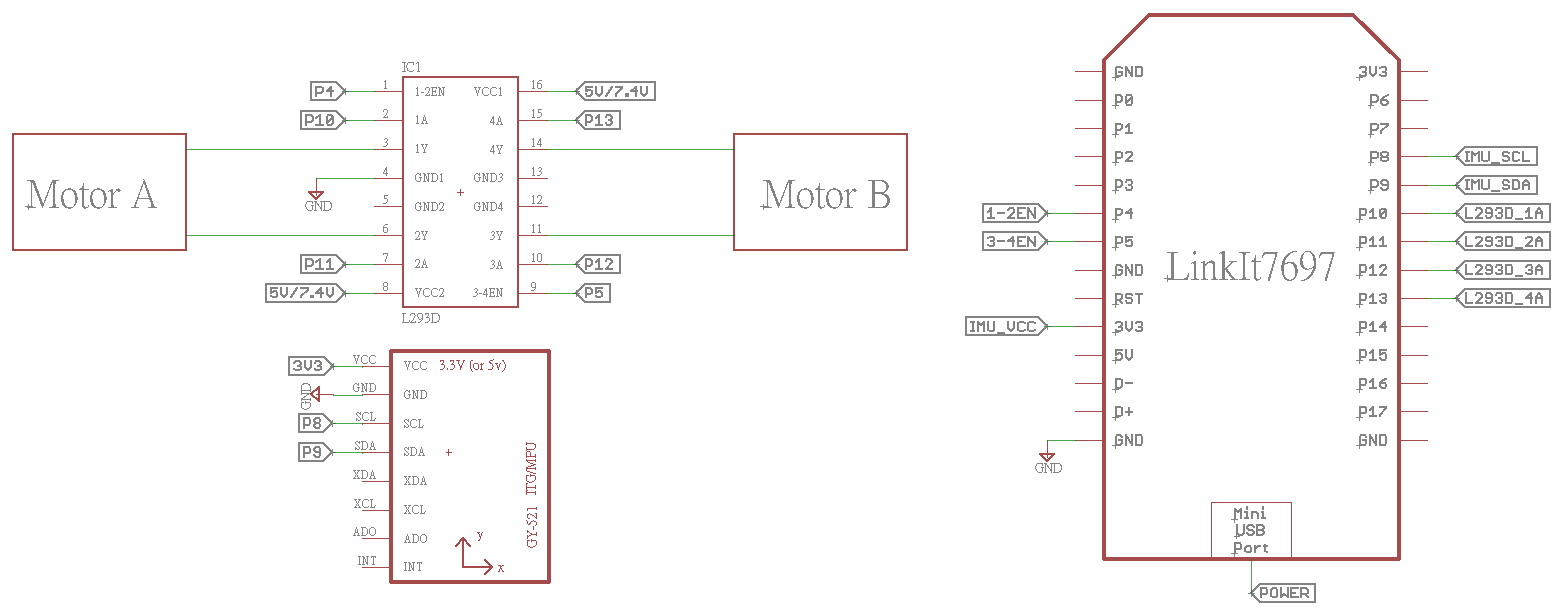 IC1
P4 1 1-2EN VCC1 16 5V/7.4V
P10 2 1A 4A 15 P13
3 1Y 4Y 14
4 GND1 GND3 13
GND
5 GND2 GND4 12
6 2Y 3Y 11
P11 7 2A 3A 10 P12
5V/7.4V 8 VCC2 3-4EN 9 P5
L293D
Motor A
Motor B
3V3 VCC VCC 3.3V (or 5v)
GND GND GND
P8 SCL SCL
P9 SDA SDA
XDA XDA
XCL XCL
ADO ADO
INT INT
GY-521 ITG/MPU
y
x
GND 3V3
P0 P6
P1 P7
P2 P8 IMU_SCL
P3 P9 IMU_SDA
1-2EN P4 P10 L293D_1A
3-4EN P5 P11 L293D_2A
GND P12 L293D_3A
RST P13 L293D_4A
IMU_VCC 3V3 P14
5V P15
D- P16
D+ P17
GND GND
GND
LinkIt7697
Mini
USB
Port
POWER